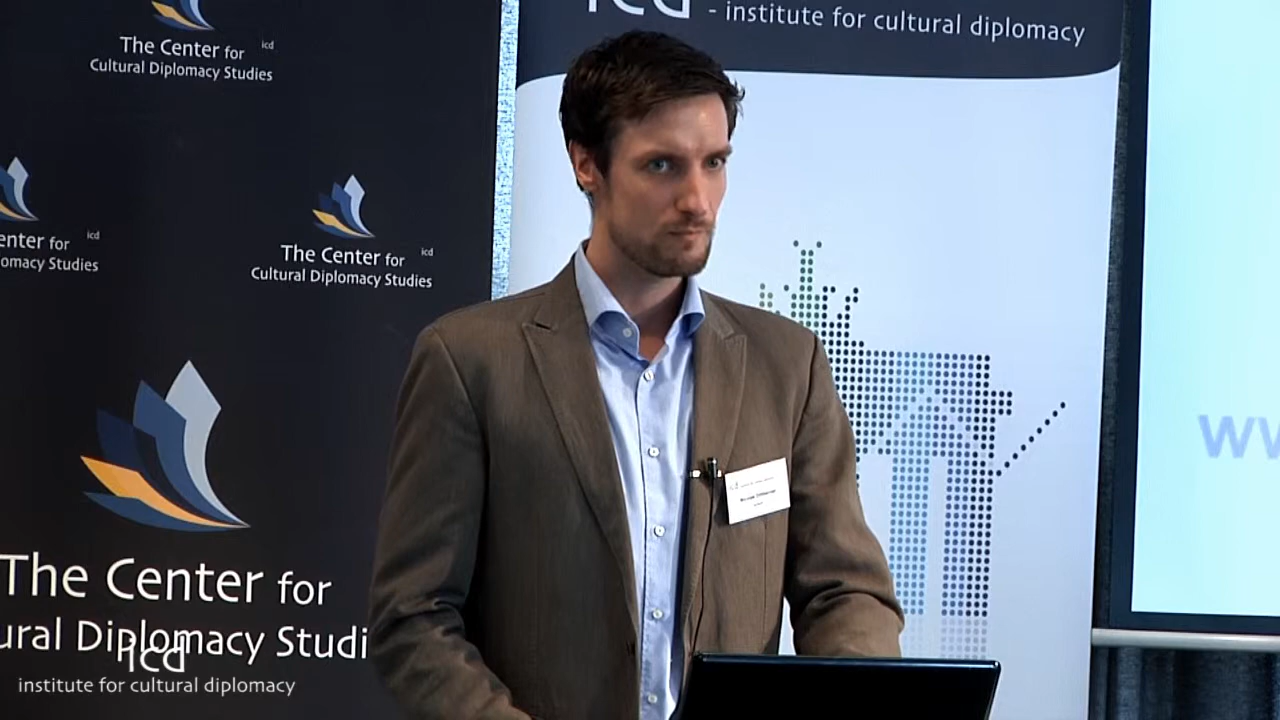 The Center for icd
Cultural Diplomacy Studies
icd - institute for cultural diplomacy
enter for icd
omacy Studies
The Center for icd
Cultural Diplomacy Studies
The Center for
ural Diplomacy Studi
icd
institute for cultural diplomacy